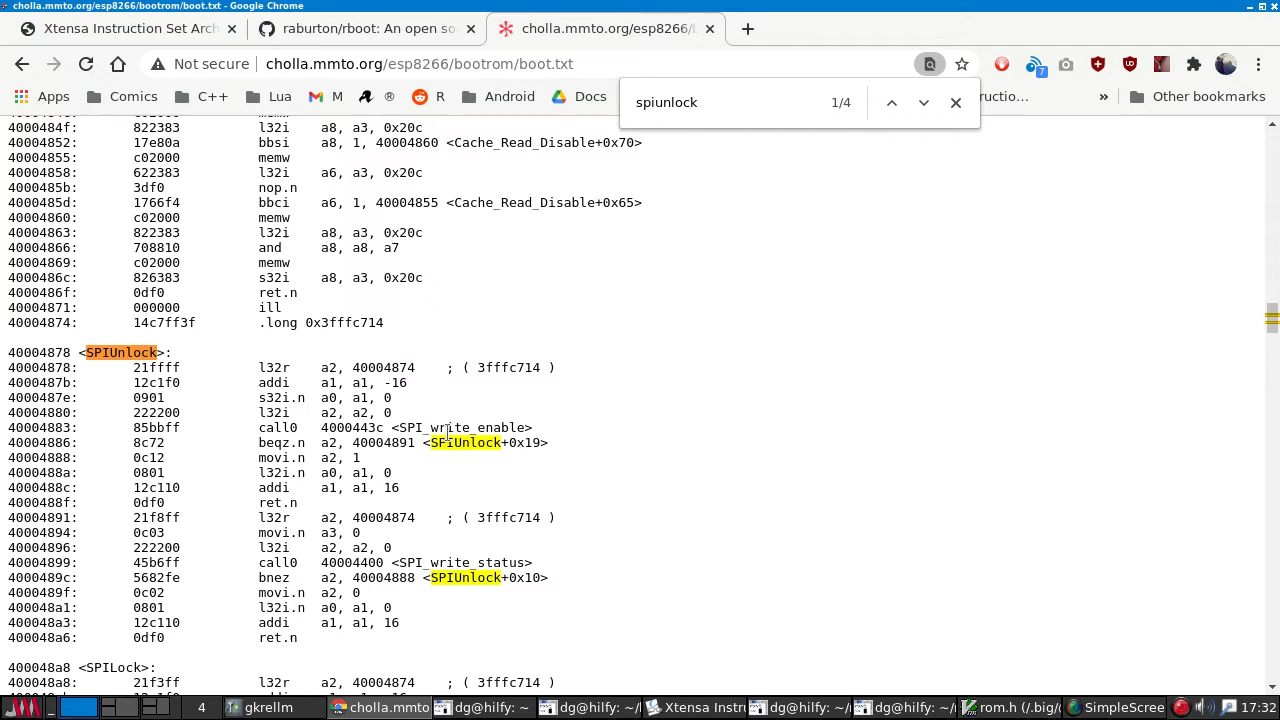 cholla.mmto.org/esp8266/bootrom/boot.txt - Google Chrome
Xtensa Instruction Set Arch
raburton/rboot: An open so
cholla.mmto.org/esp8266/b
Not secure cholla.mmto.org/esp8266/bootrom/boot.txt
7
Apps Games C++ Lua M R Docs
» Other bookmarks
spiunlock 1/4
4000484f: 822383 l32i a8, a3, 0x20c
40004852: 17e80a bbsi a8, 1, 40004860 <Cache_Read_Disable+0x70>
40004855: c02000 memw
40004858: 622383 l32i a6, a3, 0x20c
4000485b: 3df0 nop.n
4000485d: 1766f4 bbci a6, 1, 40004855 <Cache_Read_Disable+0x65>
40004860: c02000 memw
40004863: 822383 l32i a8, a3, 0x20c
40004866: 708810 and a8, a8, a7
40004869: c02000 memw
4000486c: 826383 s32i a8, a3, 0x20c
4000486f: 0df0 ret.n
40004871: 000000 ill
40004874: 14c7ff3f .long 0x3fffc714
40004878 <SPIUnlock>:
40004878: 21ffff l32r a2, 40004874 ; ( 3fffc714 )
4000487b: 12c1f0 addi a1, a1, -16
4000487e: 0901 s32i.n a0, a1, 0
40004880: 222200 l32i a2, a2, 0
40004883: 85bbff call0 4000443c <SPI_write_enable>
40004886: 8c72 beqz.n a2, 40004891 <SPIUnlock+0x19>
40004888: 0c12 movi.n a2, 1
4000488a: 0801 l32i.n a0, a1, 0
4000488c: 12c110 addi a1, a1, 16
4000488f: 0df0 ret.n
40004891: 21f8ff l32r a2, 40004874 ; ( 3fffc714 )
40004894: 0c03 movi.n a3, 0
40004896: 222200 l32i a2, a2, 0
40004899: 45b6ff call0 40004400 <SPI_write_status>
4000489c: 5682fe bnez a2, 40004888 <SPIUnlock+0x10>
4000489f: 0c02 movi.n a2, 0
400048a1: 0801 l32i.n a0, a1, 0
400048a3: 12c110 addi a1, a1, 16
400048a6: 0df0 ret.n
400048a8 <SPILock>:
400048a8: 21f3ff l32r a2, 40004874 ; ( 3fffc714 )
4 gkrellm cholla.mmto dg@hilfy: ~ dg@hilfy: ~/ Xtensa Instr dg@hilfy: ~/ dg@hilfy: ~/ rom.h (/.big/ SimpleScree 17:32